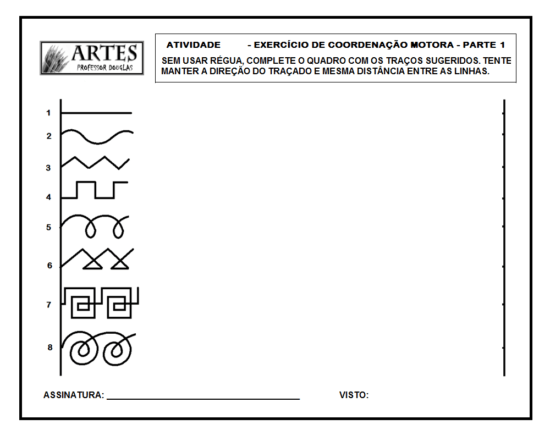 ARTES
PROFESSOR DOUGLAS
ATIVIDADE - EXERCÍCIO DE COORDENAÇÃO MOTORA - PARTE 1
SEM USAR RÉGUA, COMPLETE O QUADRO COM OS TRAÇOS SUGERIDOS. TENTE
MANTER A DIREÇÃO DO TRAÇADO E MESMA DISTÂNCIA ENTRE AS LINHAS.
1
2
3
4
5
6
7
8
ASSINATURA: VISTO: